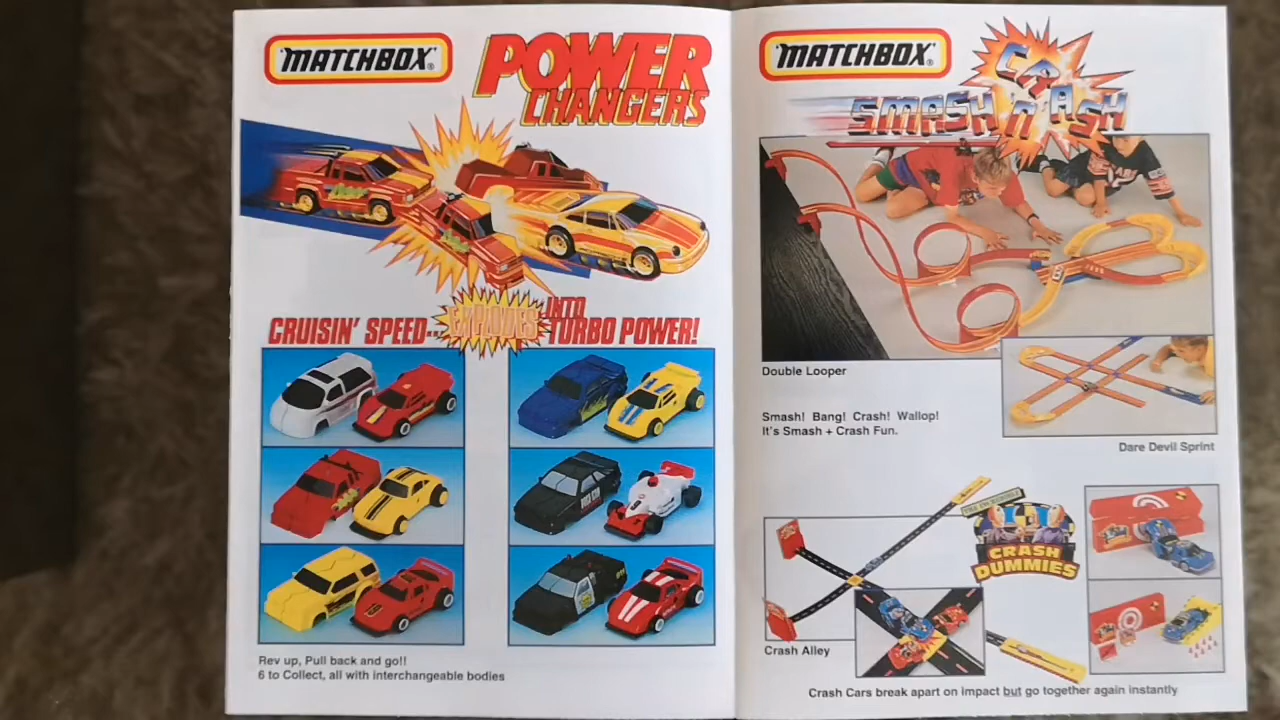 MATCHBOX®
POWER
CHANGERS
CRUISIN' SPEED... EXPLODES INTO
TURBO POWER!
Rev up, Pull back and go!!
6 to Collect, all with interchangeable bodies
MATCHBOX®
SMASH 'n' CRASH
Double Looper
Smash! Bang! Crash! Wallop!
It's Smash + Crash Fun.
Dare Devil Sprint
CRASH
DUMMIES
Crash Alley
Crash Cars break apart on impact but go together again instantly